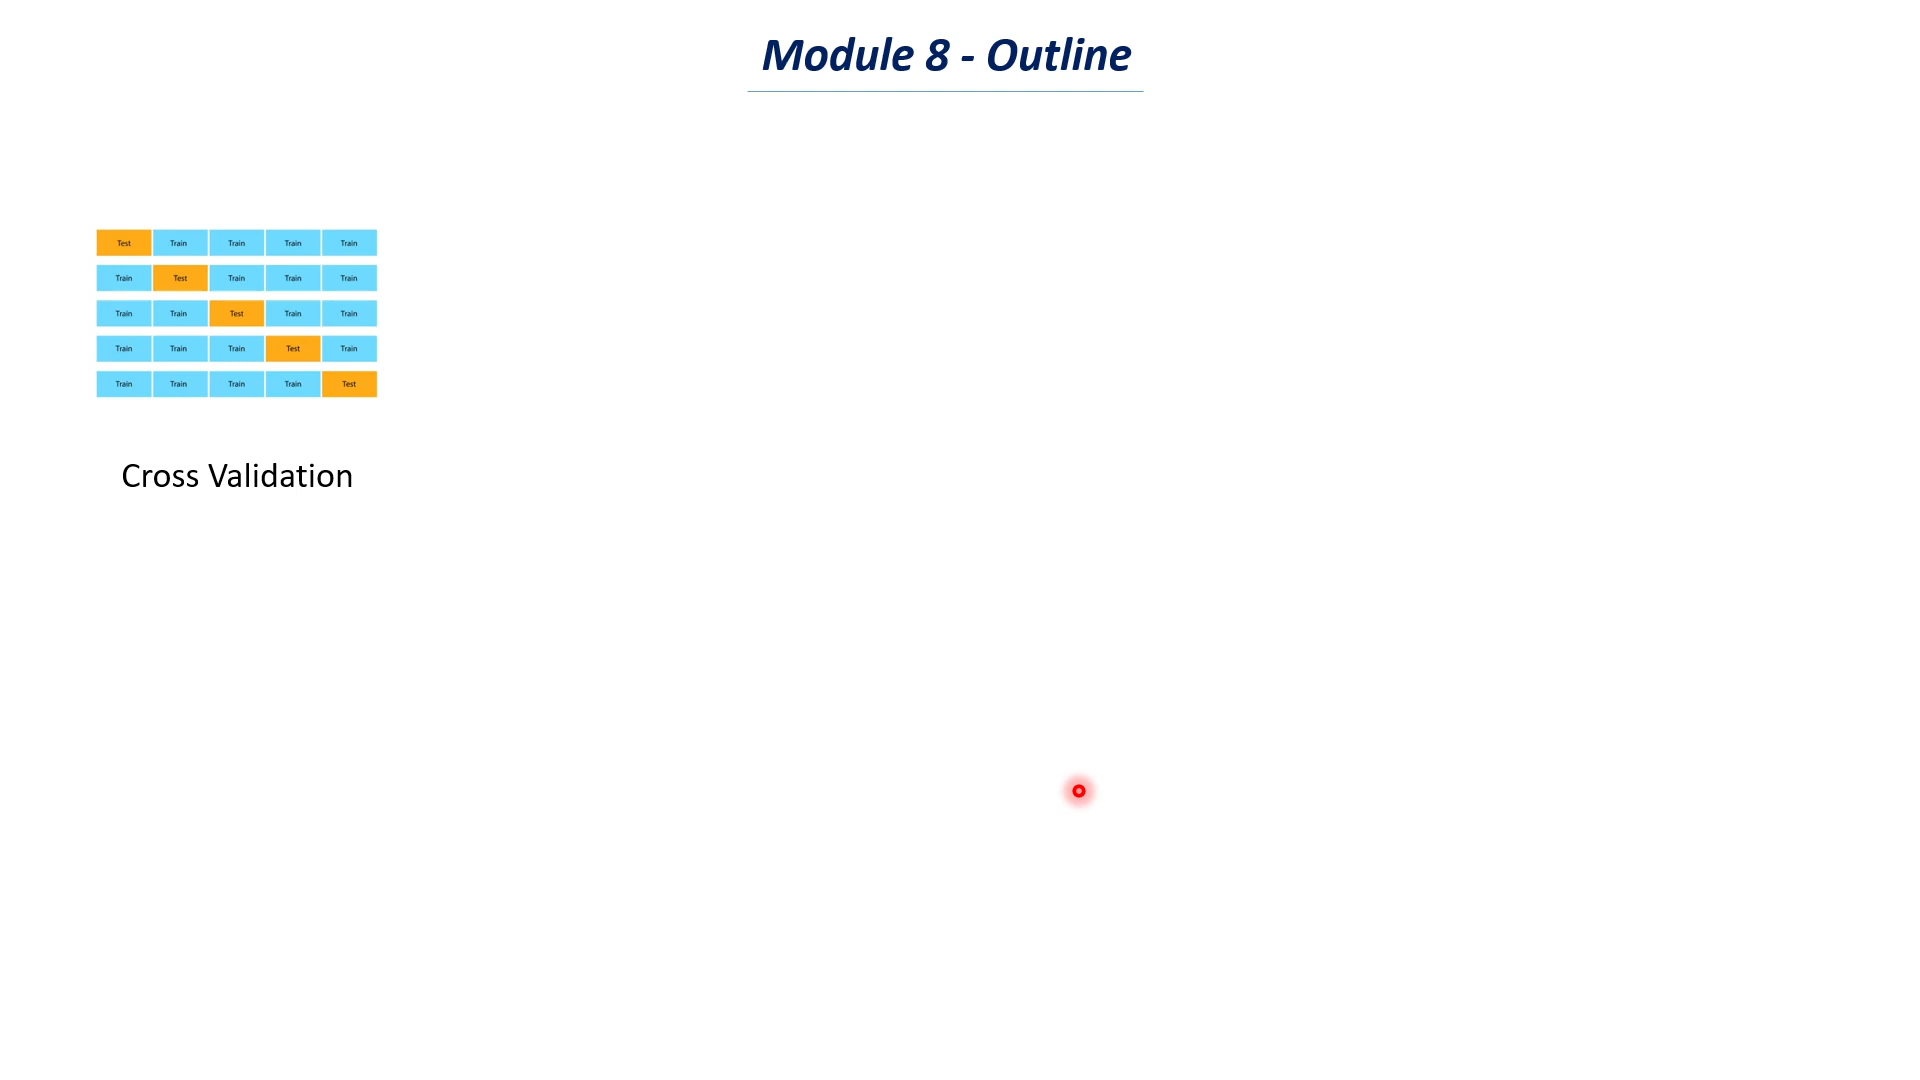 Module 8 - Outline
Test Train Train Train Train
Train Test Train Train Train
Train Train Test Train Train
Train Train Train Test Train
Train Train Train Train Test
Cross Validation